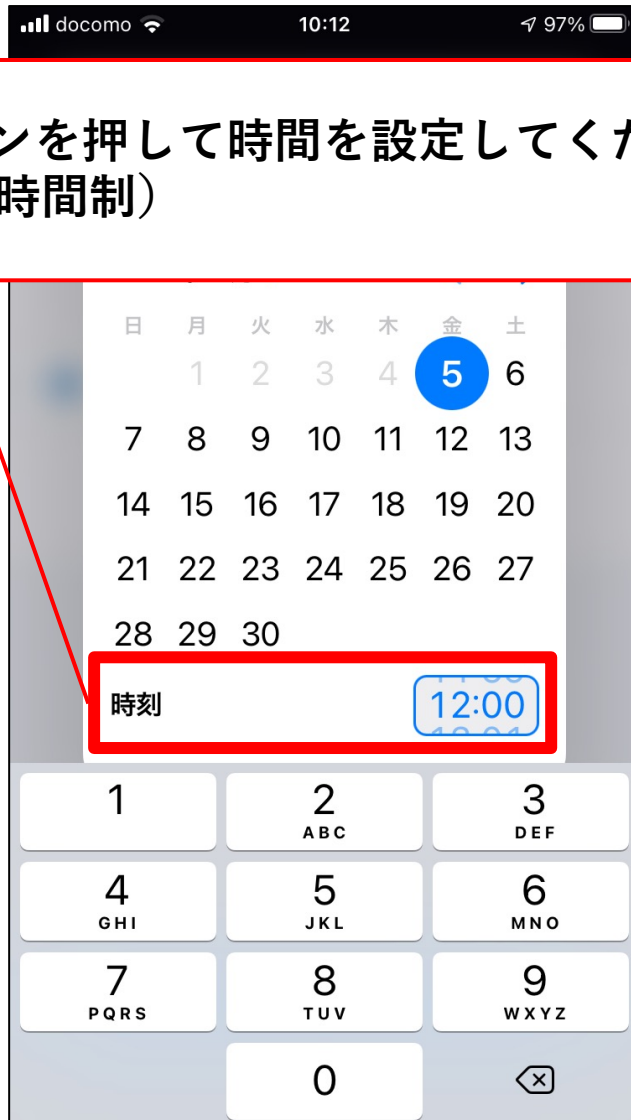 docomo 10:12 97%
ンを押して時間を設定してくだ
時間制）
日 月 火 水 木 金 土
1 2 3 4 5 6
7 8 9 10 11 12 13
14 15 16 17 18 19 20
21 22 23 24 25 26 27
28 29 30
時刻 12:00
1 2 3
ABC DEF
4 5 6
GHI JKL MNO
7 8 9
PQRS TUV WXYZ
0